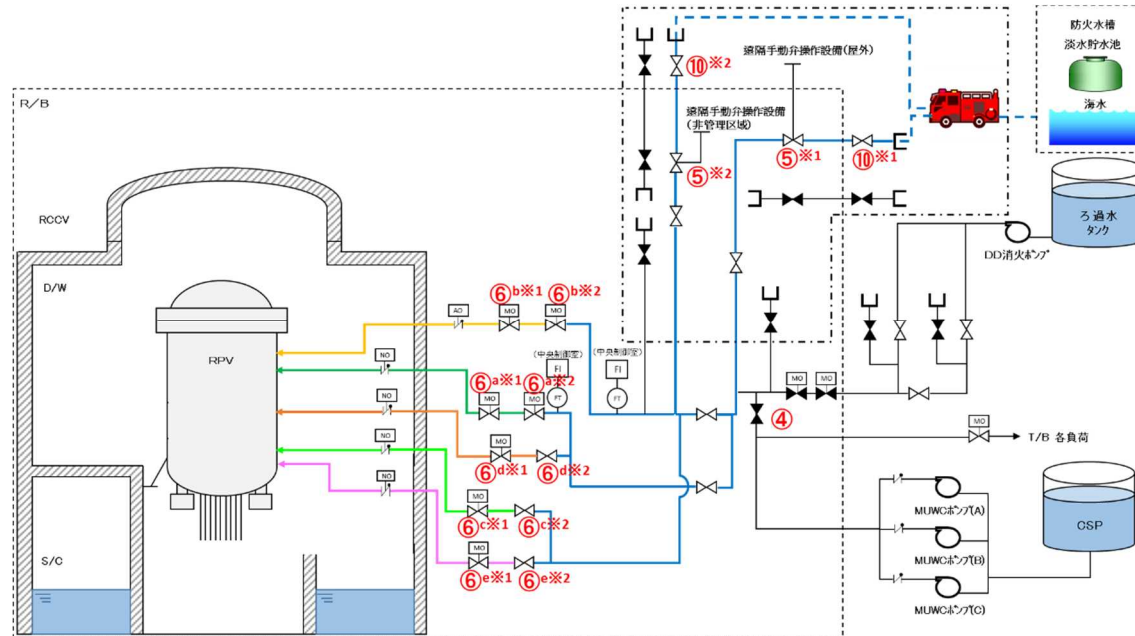 防火水槽
淡水貯水池
海水
遠隔手動弁操作設備(屋外)
⑩※2
R/B
遠隔手動弁操作設備
(非管理区域)
⑤※1
⑩※1
⑤※2
ろ過水
タンク
DD消火ポンプ
RCCV
D/W
RPV
S/C
⑥b※1
⑥b※2
AO
MO
MO
(中央制御室)
(中央制御室)
FI
FI
FT
FT
NO
⑥a※1
⑥a※2
MO
MO
NO
MO
⑥d※1
⑥d※2
NO
MO
⑥c※1
⑥c※2
NO
MO
⑥e※1
⑥e※2
MO
MO
④
MO
T/B 各負荷
MUWCポンプ(A)
MUWCポンプ(B)
MUWCポンプ(C)
CSP